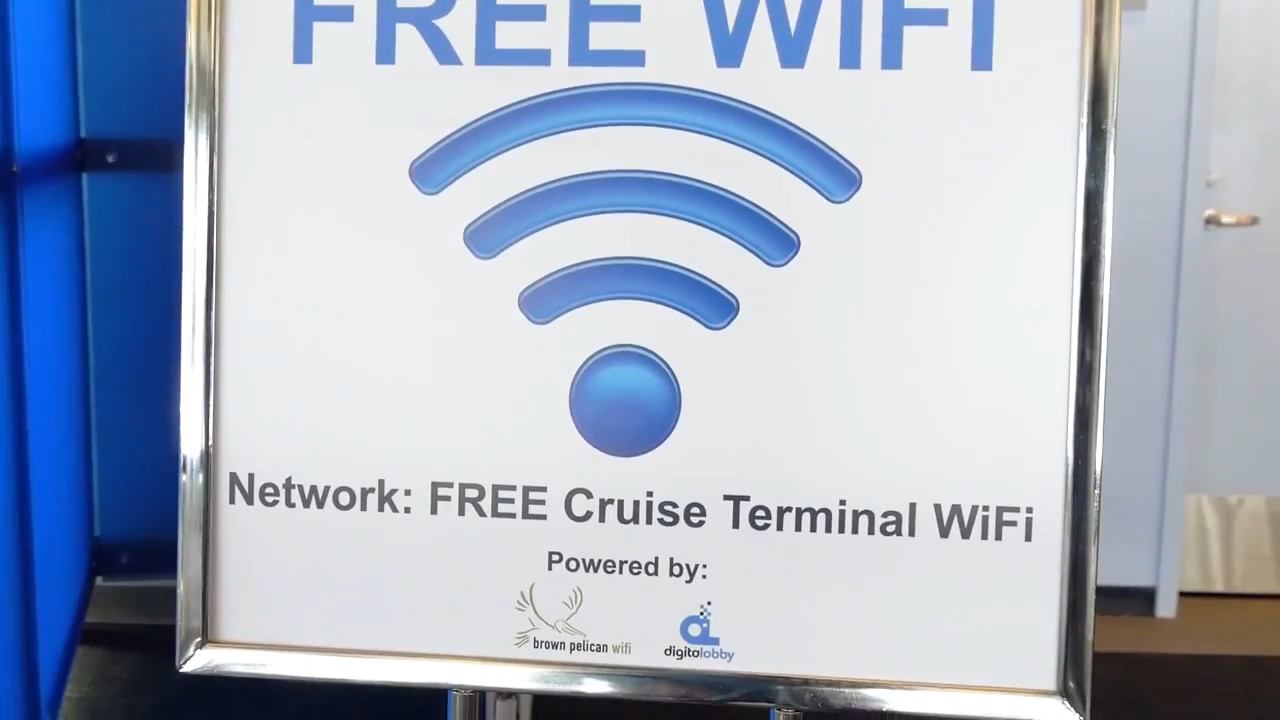 FREE WIFI
Network: FREE Cruise Terminal WiFi
Powered by:
brown pelican wifi
digitalobby